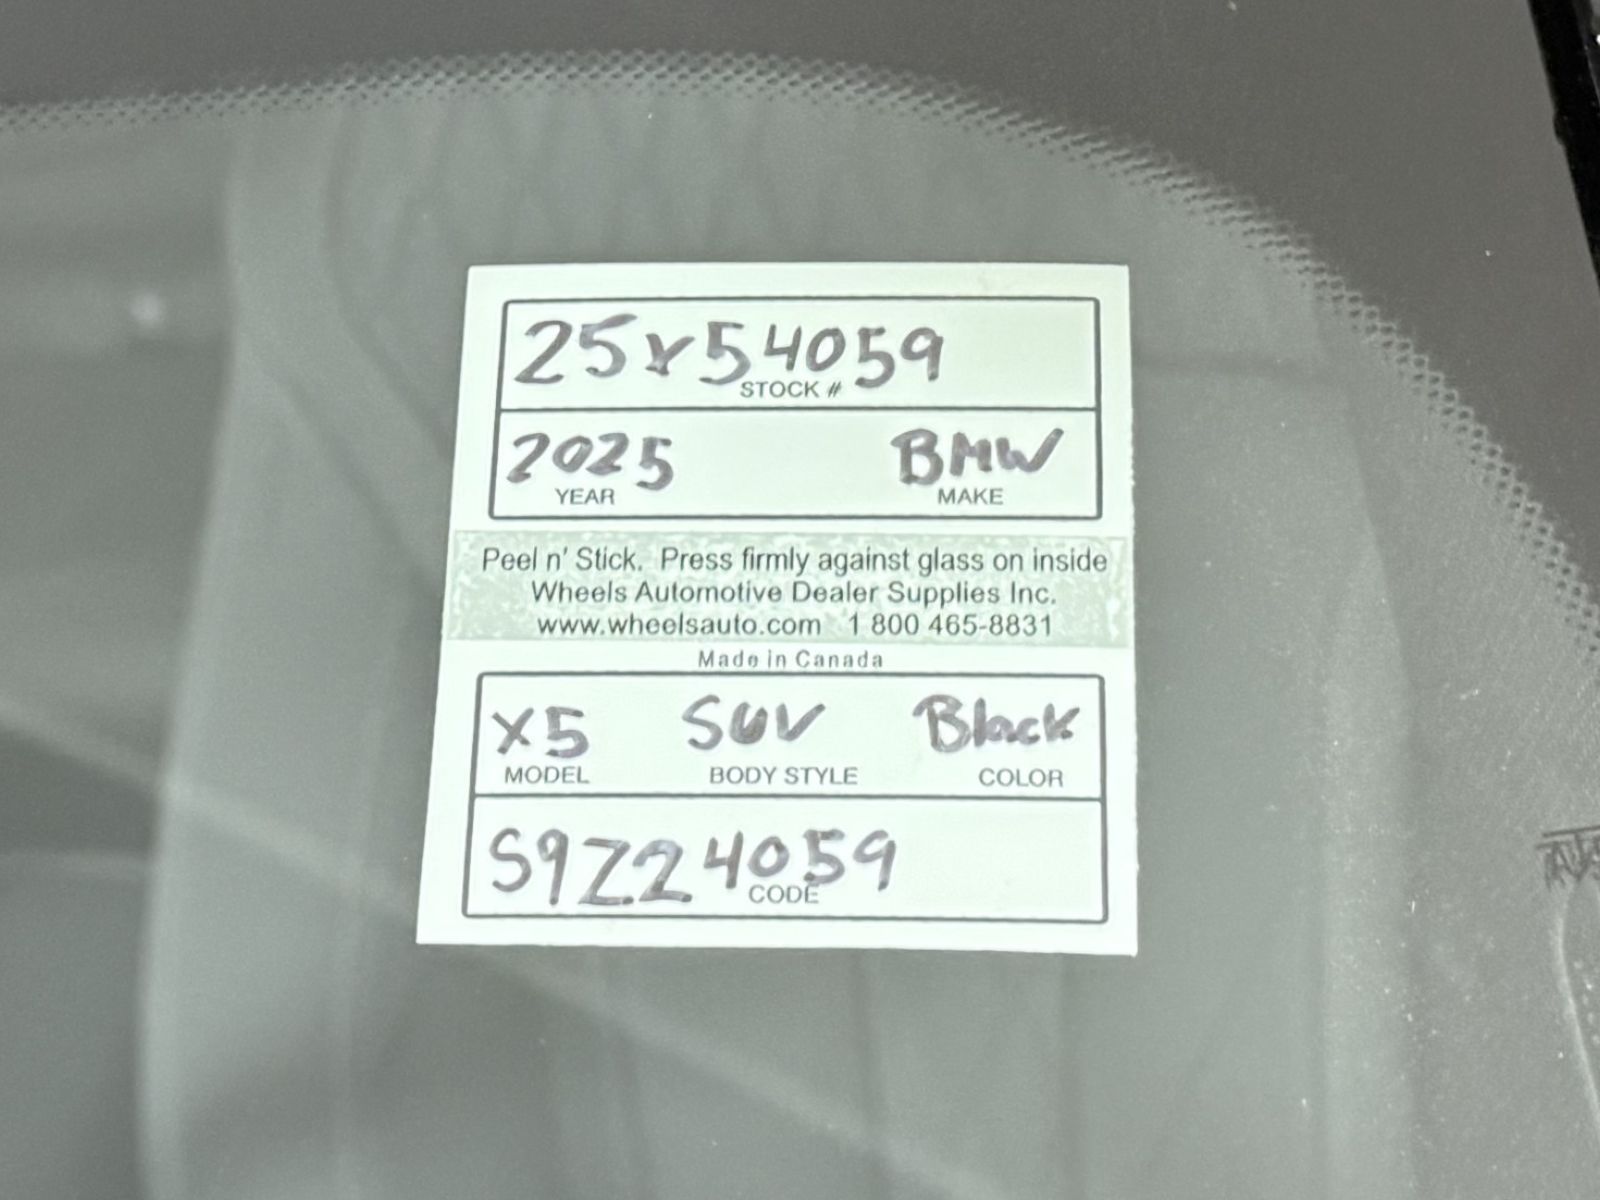 25x54059
STOCK #
2025 BMW
YEAR MAKE
Peel n' Stick. Press firmly against glass on inside
Wheels Automotive Dealer Supplies Inc.
www.wheelsauto.com 1 800 465-8831
Made in Canada
X5 SUV Black
MODEL BODY STYLE COLOR
S9Z24059
CODE